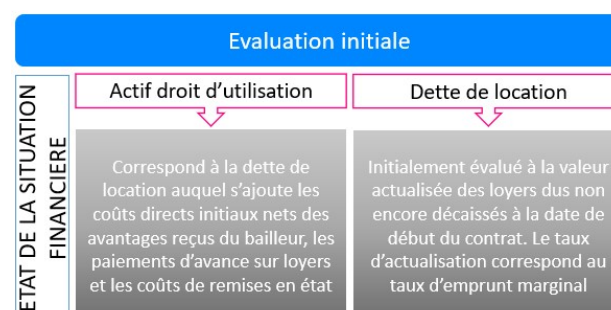 Evaluation initiale
ETAT DE LA SITUATION
FINANCIERE
Actif droit d'utilisation
Correspond à la dette de
location auquel s'ajoute les
coûts directs initiaux nets des
avantages reçus du bailleur, les
paiements d'avance sur loyers
et les coûts de remises en état
Dette de location
Initialement évalué à la valeur
actualisée des loyers dus non
encore décaissés à la date de
début du contrat. Le taux
d'actualisation correspond au
taux d'emprunt marginal